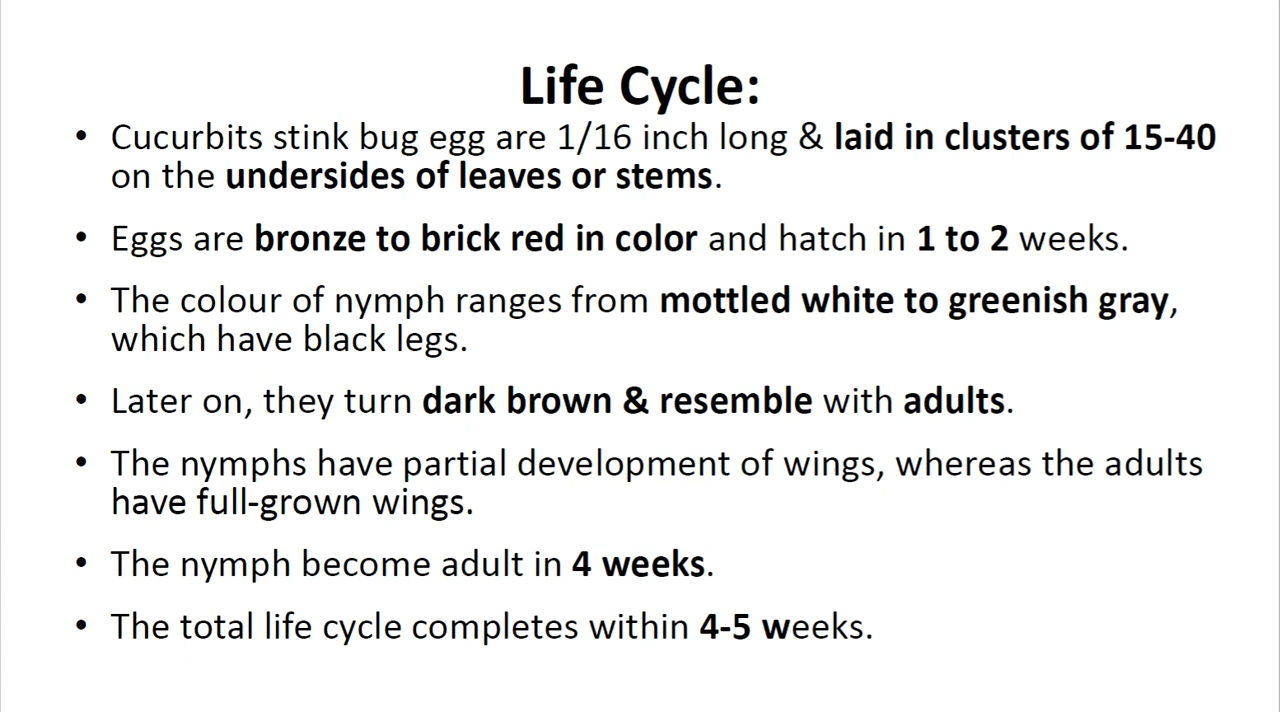 Life Cycle:
• Cucurbits stink bug egg are 1/16 inch long & laid in clusters of 15-40
on the undersides of leaves or stems.
• Eggs are bronze to brick red in color and hatch in 1 to 2 weeks.
• The colour of nymph ranges from mottled white to greenish gray,
which have black legs.
• Later on, they turn dark brown & resemble with adults.
• The nymphs have partial development of wings, whereas the adults
have full-grown wings.
• The nymph become adult in 4 weeks.
• The total life cycle completes within 4-5 weeks.